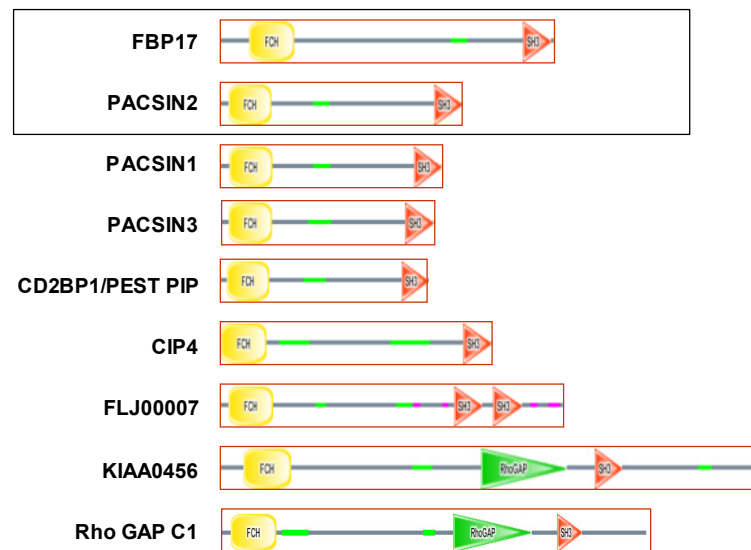 FBP17 FCH SH3
PACSIN2 FCH SH3
PACSIN1 FCH SH3
PACSIN3 FCH SH3
CD2BP1/PEST PIP FCH SH3
CIP4 FCH SH3
FLJ00007 FCH SH3 SH3
KIAA0456 FCH RhoGAP SH3
Rho GAP C1 FCH RhoGAP SH3